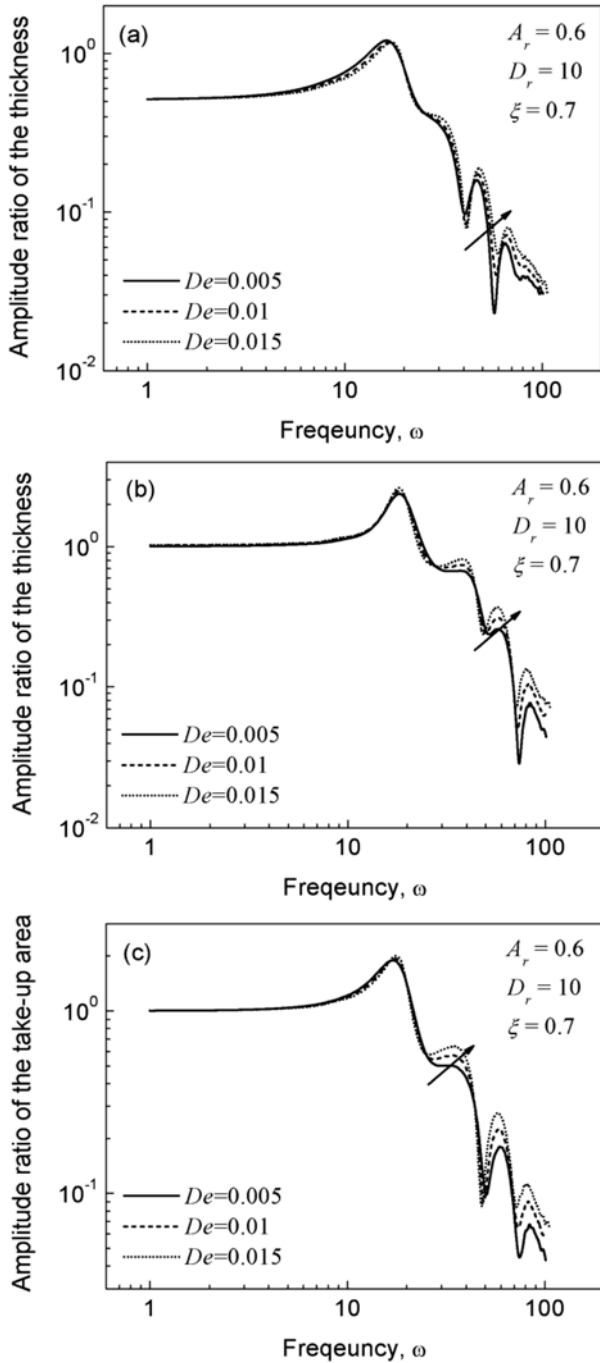 (a)
A_r = 0.6
D_r = 10
ξ = 0.7
Amplitude ratio of the thickness
10^0
10^-1
10^-2
De=0.005
De=0.01
De=0.015
1 10 100
Freqeuncy, ω
(b)
A_r = 0.6
D_r = 10
ξ = 0.7
Amplitude ratio of the thickness
10^0
10^-1
10^-2
De=0.005
De=0.01
De=0.015
1 10 100
Freqeuncy, ω
(c)
A_r = 0.6
D_r = 10
ξ = 0.7
Amplitude ratio of the take-up area
10^0
10^-1
De=0.005
De=0.01
De=0.015
1 10 100
Freqeuncy, ω